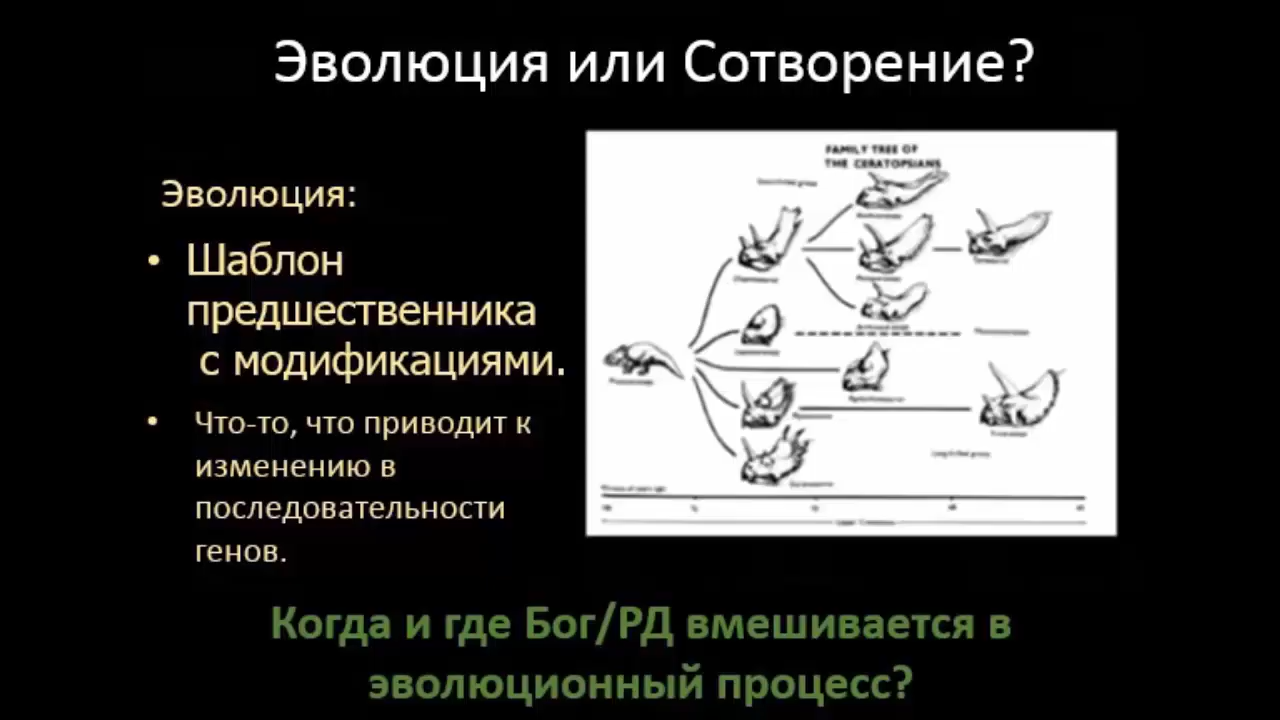 Эволюция или Сотворение?
Эволюция:
• Шаблон
предшественника
с модификациями.
• Что-то, что приводит к
изменению в
последовательности
генов.
FAMILY TREE OF
THE CERATOPSIANS
Когда и где Бог/РД вмешивается в
эволюционный процесс?